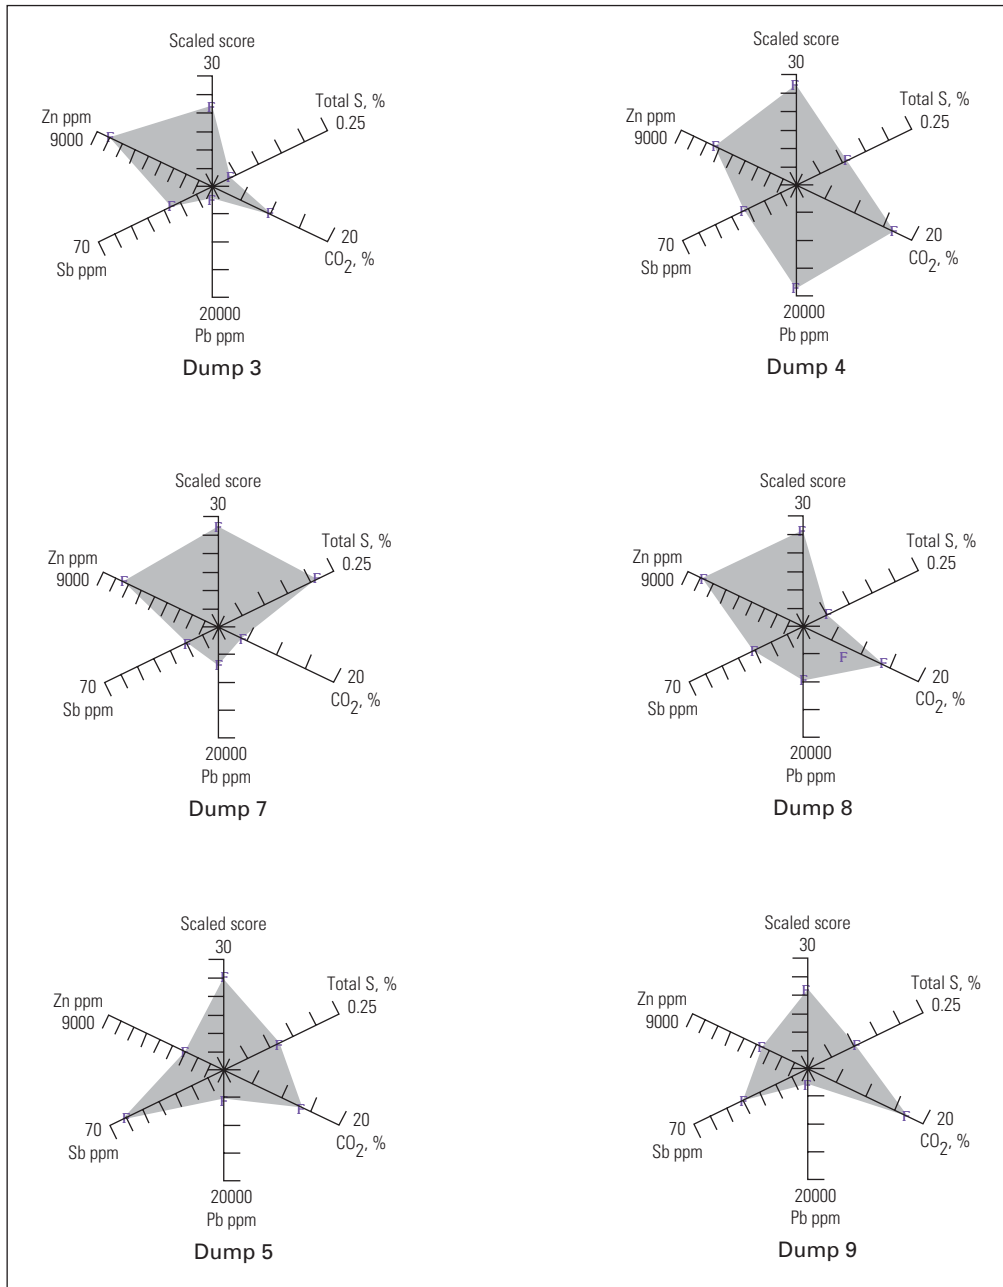 Scaled score
30
Total S, %
0.25
Zn ppm
9000
F
F
F
F
F
F
70
Sb ppm
20
CO2, %
20000
Pb ppm
Dump 3
Scaled score
30
Total S, %
0.25
Zn ppm
9000
F
F
F
F
F
F
70
Sb ppm
20
CO2, %
20000
Pb ppm
Dump 4
Scaled score
30
Total S, %
0.25
Zn ppm
9000
F
F
F
F
F
F
70
Sb ppm
20
CO2, %
20000
Pb ppm
Dump 7
Scaled score
30
Total S, %
0.25
Zn ppm
9000
F
F
F
F
F
F
F
70
Sb ppm
20
CO2, %
20000
Pb ppm
Dump 8
Scaled score
30
Total S, %
0.25
Zn ppm
9000
F
F
F
F
F
F
70
Sb ppm
20
CO2, %
20000
Pb ppm
Dump 5
Scaled score
30
Total S, %
0.25
Zn ppm
9000
F
F
F
F
F
F
70
Sb ppm
20
CO2, %
20000
Pb ppm
Dump 9